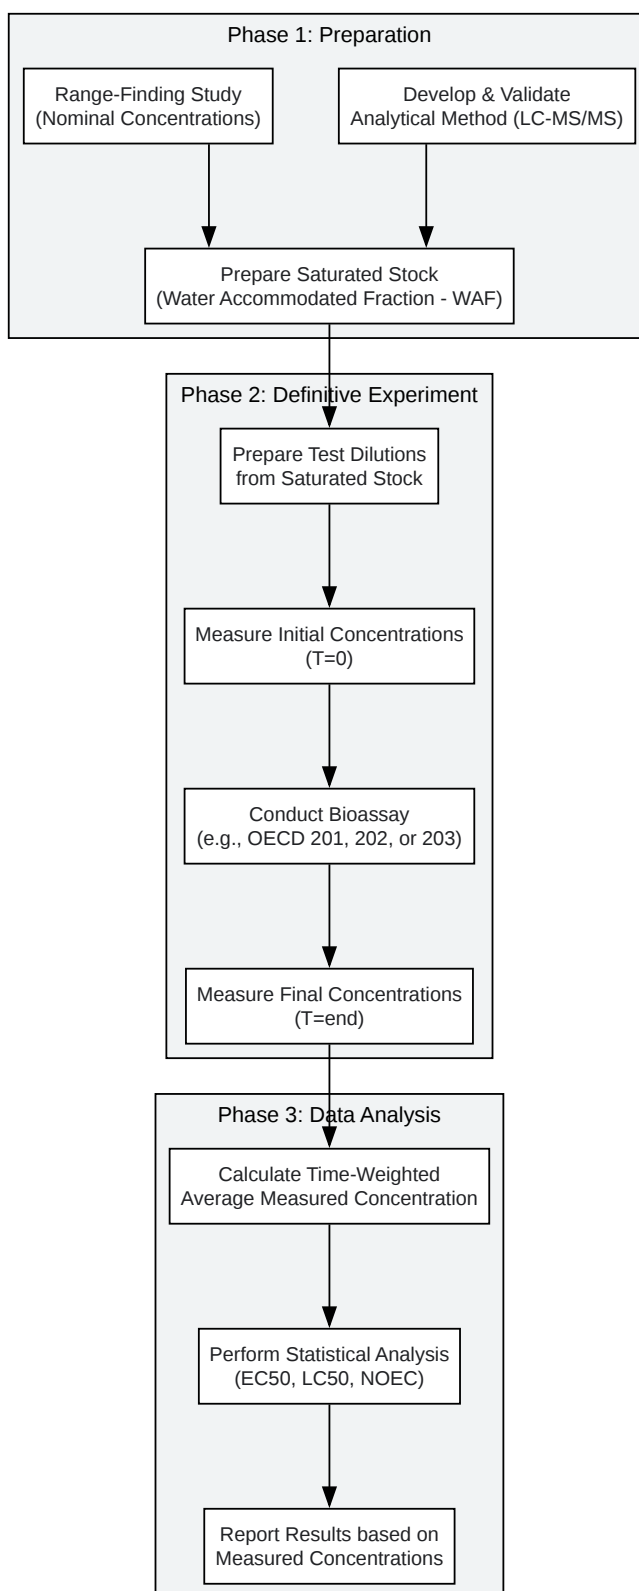 Phase 1: Preparation
Range-Finding Study
(Nominal Concentrations)
Develop & Validate
Analytical Method (LC-MS/MS)
Prepare Saturated Stock
(Water Accommodated Fraction - WAF)
Phase 2: Definitive Experiment
Prepare Test Dilutions
from Saturated Stock
Measure Initial Concentrations
(T=0)
Conduct Bioassay
(e.g., OECD 201, 202, or 203)
Measure Final Concentrations
(T=end)
Phase 3: Data Analysis
Calculate Time-Weighted
Average Measured Concentration
Perform Statistical Analysis
(EC50, LC50, NOEC)
Report Results based on
Measured Concentrations